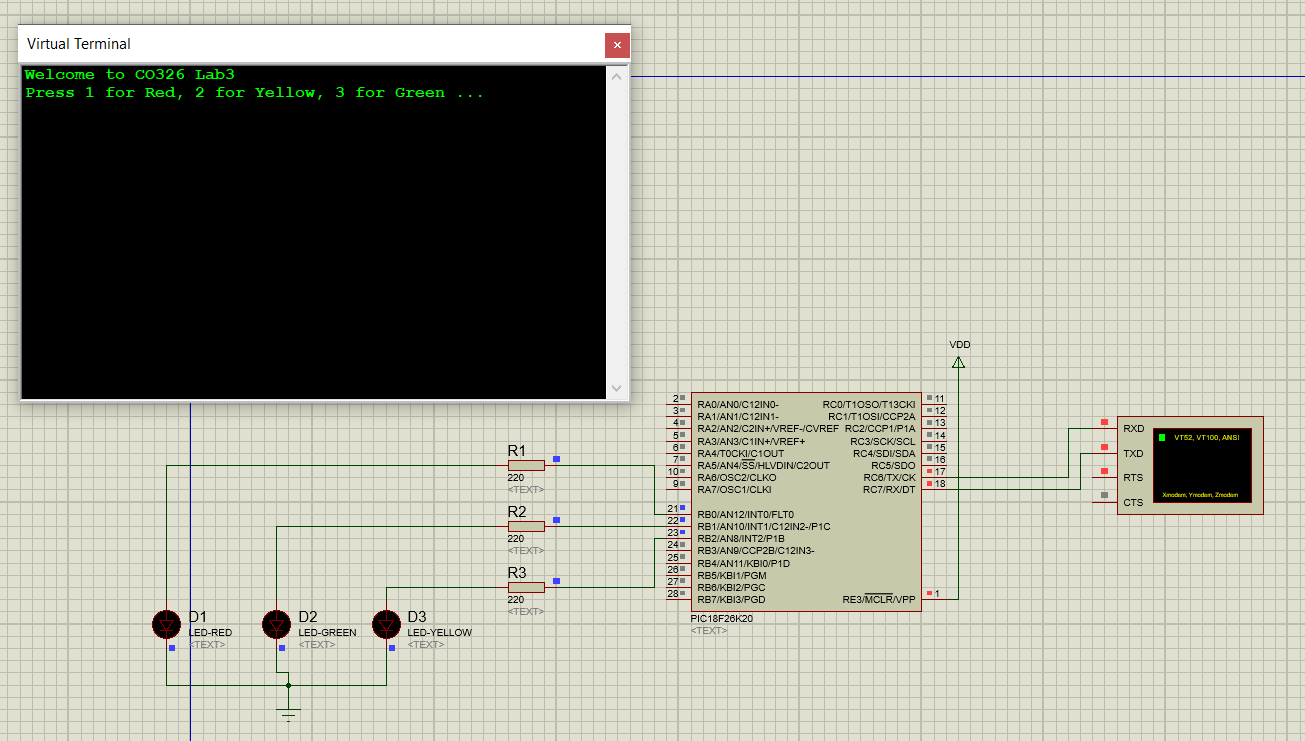 Virtual Terminal
Welcome to CO326 Lab3
Press 1 for Red, 2 for Yellow, 3 for Green ...
VDD
2 RA0/AN0/C12IN0- RC0/T1OSO/T13CKI 11
3 RA1/AN1/C12IN1- RC1/T1OSI/CCP2A 12
4 RA2/AN2/C2IN+/VREF-/CVREF RC2/CCP1/P1A 13
5 RA3/AN3/C1IN+/VREF+ RC3/SCK/SCL 14
6 RA4/T0CKI/C1OUT RC4/SDI/SDA 15
7 RA5/AN4/SS/HLVDIN/C2OUT RC5/SDO 16
10 RA6/OSC2/CLKO RC6/TX/CK 17
9 RA7/OSC1/CLKI RC7/RX/DT 18
21 RB0/AN12/INT0/FLT0
22 RB1/AN10/INT1/C12IN2-/P1C
23 RB2/AN8/INT2/P1B
24 RB3/AN9/CCP2B/C12IN3-
25 RB4/AN11/KBI0/P1D
26 RB5/KBI1/PGM
27 RB6/KBI2/PGC
28 RB7/KBI3/PGD RE3/MCLR/VPP 1
PIC18F26K20
<TEXT>
RXD
TXD
RTS
CTS
VT52, VT100, ANSI
Xmodem, Ymodem, Zmodem
R1
220
<TEXT>
R2
220
<TEXT>
R3
220
<TEXT>
D1
LED-RED
<TEXT>
D2
LED-GREEN
<TEXT>
D3
LED-YELLOW
<TEXT>